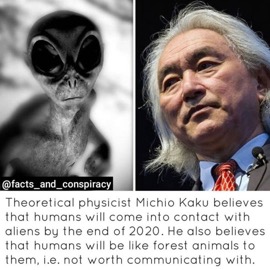 @facts_and_conspiracy
Theoretical physicist Michio Kaku believes
that humans will come into contact with
aliens by the end of 2020. He also believes
that humans will be like forest animals to
them, i.e. not worth communicating with.